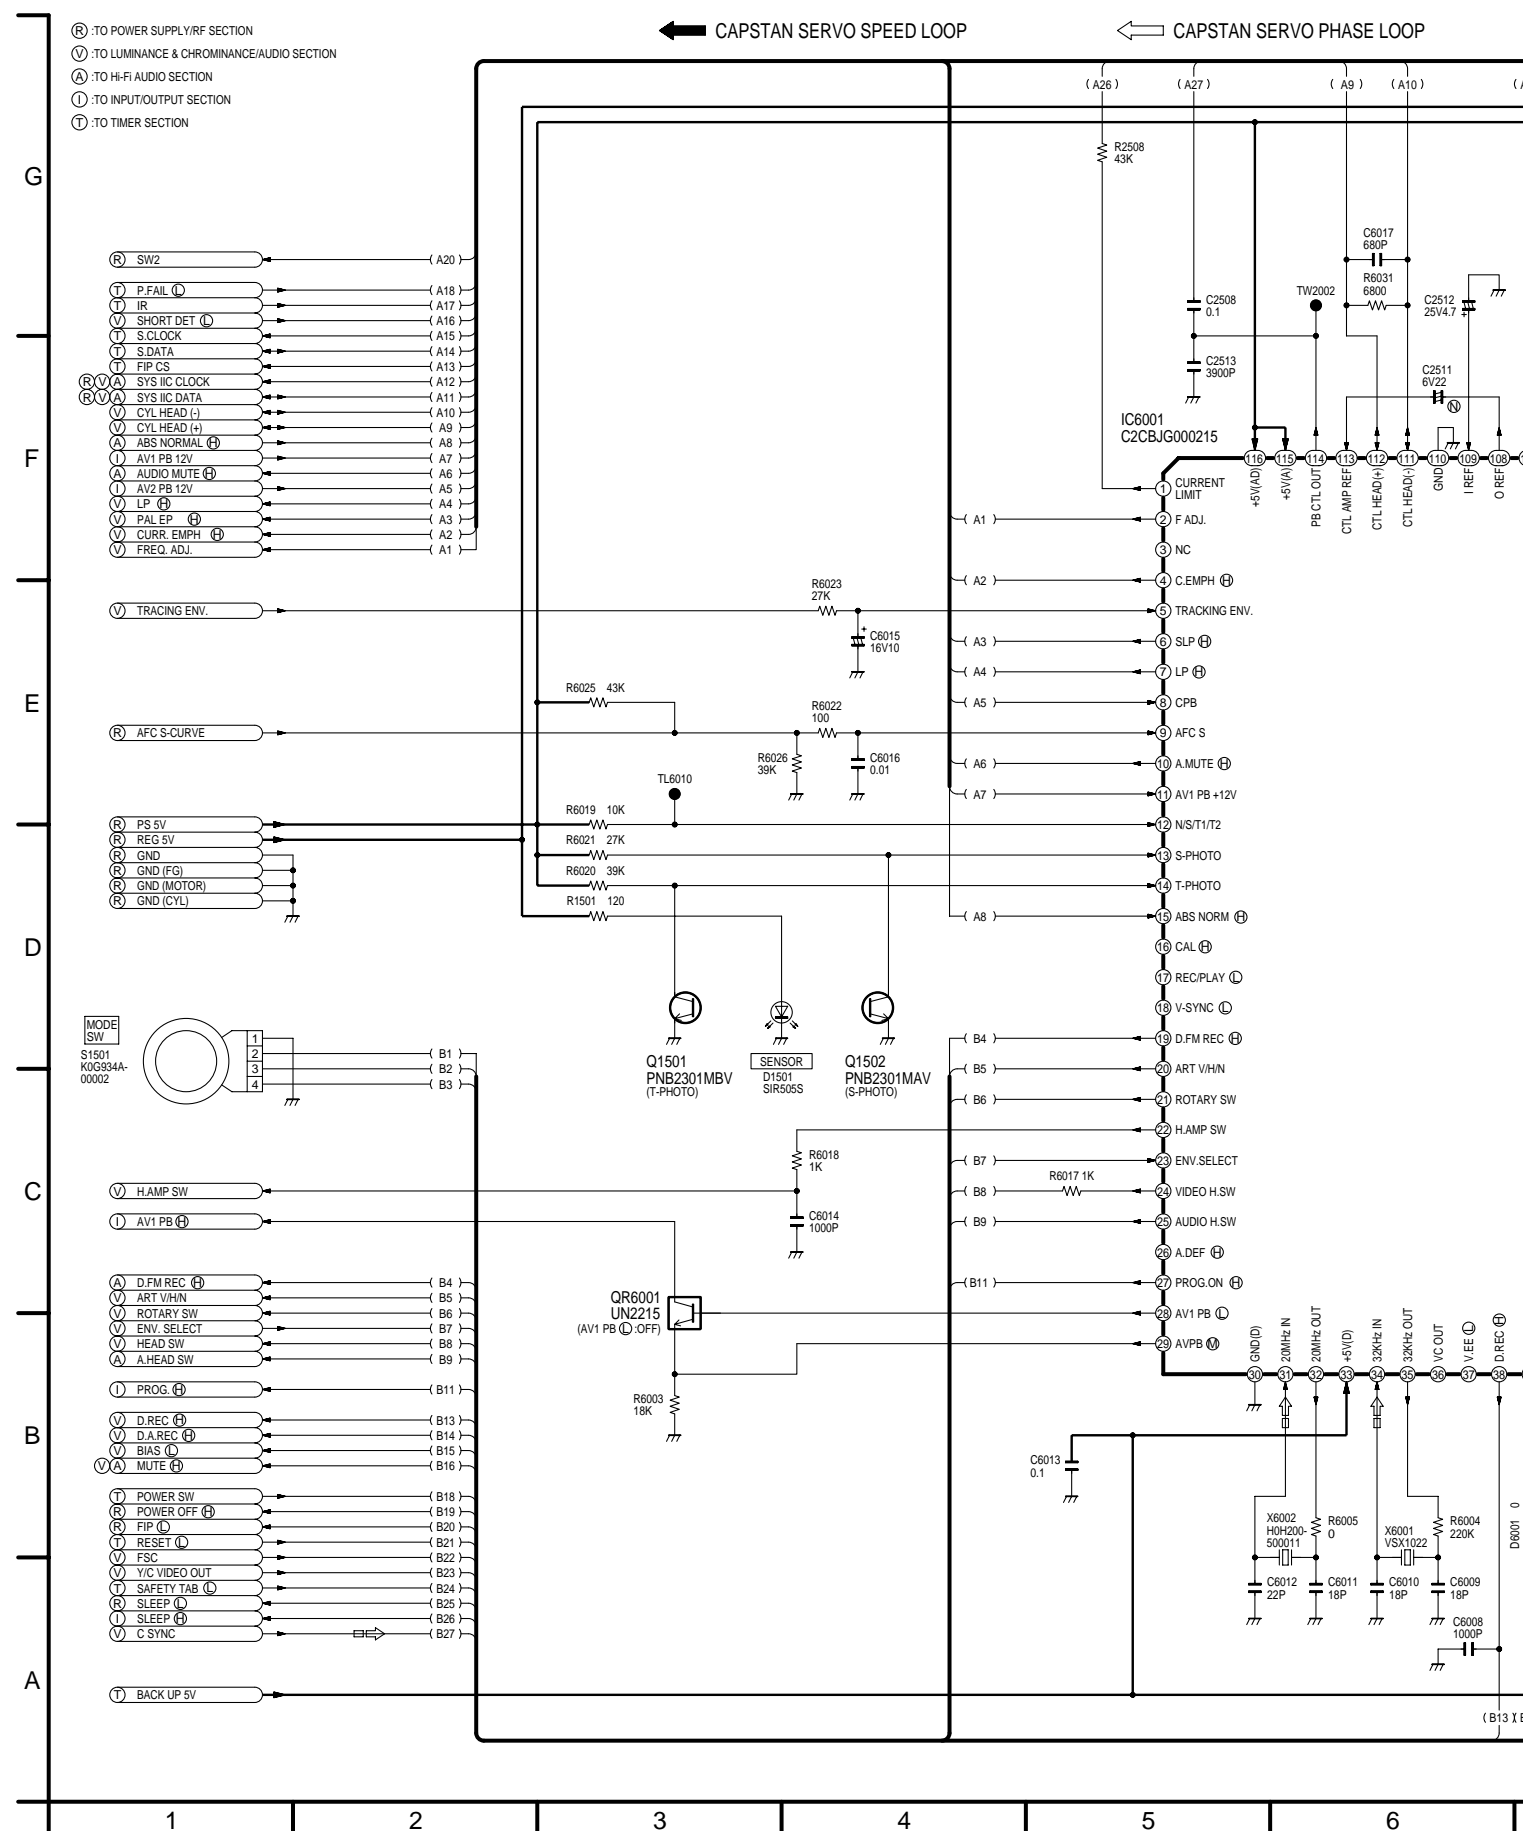 Ⓡ :TO POWER SUPPLY/RF SECTION
Ⓥ :TO LUMINANCE & CHROMINANCE/AUDIO SECTION
Ⓐ :TO Hi-Fi AUDIO SECTION
Ⓘ :TO INPUT/OUTPUT SECTION
Ⓣ :TO TIMER SECTION
CAPSTAN SERVO SPEED LOOP
CAPSTAN SERVO PHASE LOOP
(A26) (A27) (A9) (A10)
R2508
43K
G
C6017
680P
R6031
6800
TW2002
C2508
0.1
C2512
25V4.7 +
C2513
3900P
C2511
6V22
Ⓝ
IC6001
C2CBJG000215
Ⓡ SW2 (A20)
Ⓣ P.FAIL Ⓛ (A18)
Ⓣ IR (A17)
Ⓥ SHORT DET Ⓛ (A16)
Ⓣ S.CLOCK (A15)
Ⓣ S.DATA (A14)
Ⓣ FIP CS (A13)
ⓇⓋⒶ SYS IIC CLOCK (A12)
ⓇⓋⒶ SYS IIC DATA (A11)
Ⓥ CYL HEAD (-) (A10)
Ⓥ CYL HEAD (+) (A9)
Ⓐ ABS NORMAL Ⓗ (A8)
Ⓘ AV1 PB 12V (A7)
Ⓐ AUDIO MUTE Ⓗ (A6)
Ⓘ AV2 PB 12V (A5)
Ⓥ LP Ⓗ (A4)
Ⓥ PAL EP Ⓗ (A3)
Ⓥ CURR. EMPH Ⓗ (A2)
Ⓥ FREQ. ADJ. (A1)
F
116 +5V(AD)
115 +5V(A)
114 PB CTL OUT
113 CTL AMP REF
112 CTL HEAD(+)
111 CTL HEAD(-)
110 GND
109 I REF
108 O REF
1 CURRENT
LIMIT
(A1) 2 F ADJ.
3 NC
(A2) 4 C.EMPH Ⓗ
5 TRACKING ENV.
(A3) 6 SLP Ⓗ
(A4) 7 LP Ⓗ
(A5) 8 CPB
9 AFC S
(A6) 10 A.MUTE Ⓗ
(A7) 11 AV1 PB +12V
12 N/S/T1/T2
13 S-PHOTO
14 T-PHOTO
(A8) 15 ABS NORM Ⓗ
16 CAL Ⓗ
17 REC/PLAY Ⓛ
18 V-SYNC Ⓛ
(B4) 19 D.FM REC Ⓗ
(B5) 20 ART V/H/N
(B6) 21 ROTARY SW
22 H.AMP SW
(B7) 23 ENV.SELECT
(B8) R6017 1K 24 VIDEO H.SW
(B9) 25 AUDIO H.SW
26 A.DEF Ⓗ
(B11) 27 PROG.ON Ⓗ
28 AV1 PB Ⓛ
29 AVPB Ⓜ
Ⓥ TRACING ENV.
R6023
27K
+ C6015
16V10
E
R6025 43K
R6022
100
Ⓡ AFC S-CURVE
R6026
39K
C6016
0.01
TL6010
R6019 10K
Ⓡ PS 5V
Ⓡ REG 5V
Ⓡ GND
Ⓡ GND (FG)
Ⓡ GND (MOTOR)
Ⓡ GND (CYL)
R6021 27K
R6020 39K
R1501 120
D
MODE
SW
S1501
K0G934A-
00002
1
2 (B1)
3 (B2)
4 (B3)
Q1501
PNB2301MBV
(T-PHOTO)
SENSOR
D1501
SIR505S
Q1502
PNB2301MAV
(S-PHOTO)
R6018
1K
C
Ⓥ H.AMP SW
Ⓘ AV1 PB Ⓗ
C6014
1000P
Ⓐ D.FM REC Ⓗ (B4)
Ⓥ ART V/H/N (B5)
Ⓥ ROTARY SW (B6)
Ⓥ ENV. SELECT (B7)
Ⓥ HEAD SW (B8)
Ⓐ A.HEAD SW (B9)
Ⓘ PROG. Ⓗ (B11)
Ⓥ D.REC Ⓗ (B13)
Ⓥ D.A.REC Ⓗ (B14)
Ⓥ BIAS Ⓛ (B15)
ⓋⒶ MUTE Ⓗ (B16)
Ⓣ POWER SW (B18)
Ⓡ POWER OFF Ⓗ (B19)
Ⓡ FIP Ⓛ (B20)
Ⓣ RESET Ⓛ (B21)
Ⓥ FSC (B22)
Ⓥ Y/C VIDEO OUT (B23)
Ⓣ SAFETY TAB Ⓛ (B24)
Ⓡ SLEEP Ⓛ (B25)
Ⓘ SLEEP Ⓗ (B26)
Ⓥ C SYNC (B27)
Ⓣ BACK UP 5V
QR6001
UN2215
(AV1 PB Ⓛ:OFF)
R6003
18K
B
30 GND(D)
31 20MHz IN
32 20MHz OUT
33 +5V(D)
34 32KHz IN
35 32KHz OUT
36 VC OUT
37 V.EE Ⓛ
38 D.REC Ⓗ
C6013
0.1
X6002
H0H200-
500011
R6005
0
X6001
VSX1022
R6004
220K
D6001 0
C6012
22P
C6011
18P
C6010
18P
C6009
18P
C6008
1000P
A
(B13)
1 2 3 4 5 6